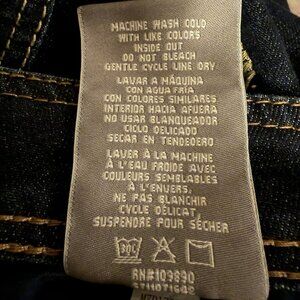 MACHINE WASH COLD
WITH LIKE COLORS
INSIDE OUT
DO NOT BLEACH
GENTLE CYCLE LINE DRY
LAVAR A MÁQUINA
CON AGUA FRÍA
CON COLORES SIMILARES
INTERIOR HACIA AFUERA
NO USAR BLANQUEADOR
CICLO DELICADO
SECAR EN TENDEDERO
LAVER À LA MACHINE
À L'EAU FROIDE AVEC
COULEURS SEMBLABLES
À L'ENVERS,
NE PAS BLANCHIR
CYCLE DÉLICAT,
SUSPENDRE POUR SÉCHER
RN#109890